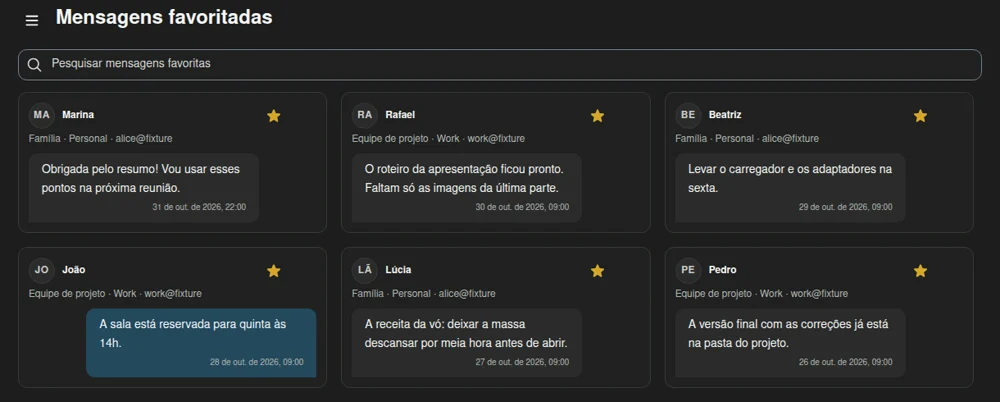 Mensagens favoritadas
Pesquisar mensagens favoritas
MA Marina
Família · Personal · alice@fixture
Obrigada pelo resumo! Vou usar esses
pontos na próxima reunião.
31 de out. de 2026, 22:00
RA Rafael
Equipe de projeto · Work · work@fixture
O roteiro da apresentação ficou pronto.
Faltam só as imagens da última parte.
30 de out. de 2026, 09:00
BE Beatriz
Família · Personal · alice@fixture
Levar o carregador e os adaptadores na
sexta.
29 de out. de 2026, 09:00
JO João
Equipe de projeto · Work · work@fixture
A sala está reservada para quinta às
14h.
28 de out. de 2026, 09:00
LÃ Lúcia
Família · Personal · alice@fixture
A receita da vó: deixar a massa
descansar por meia hora antes de abrir.
27 de out. de 2026, 09:00
PE Pedro
Equipe de projeto · Work · work@fixture
A versão final com as correções já está
na pasta do projeto.
26 de out. de 2026, 09:00